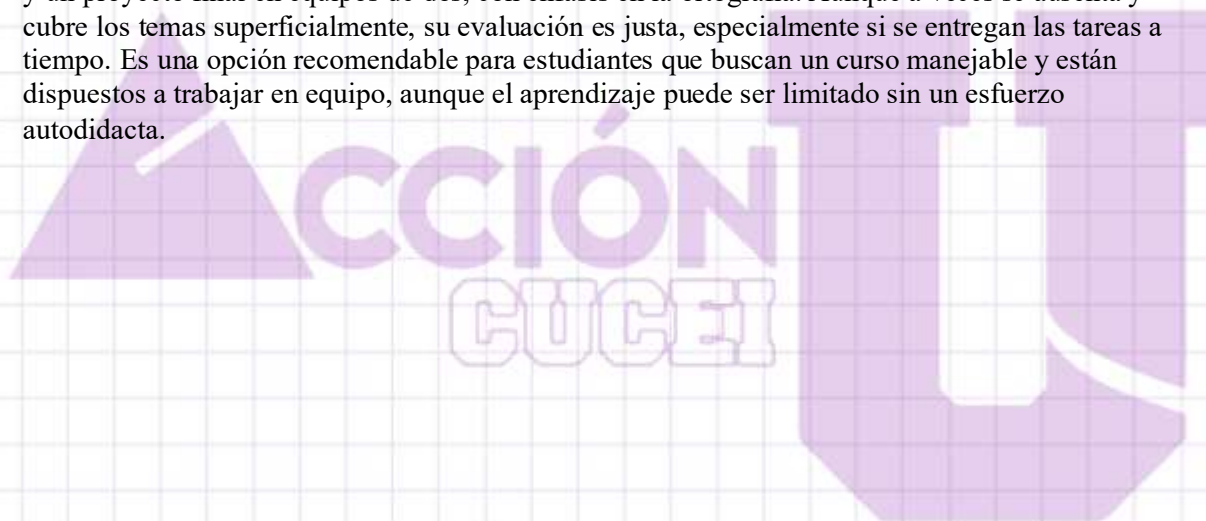 cubre los temas superficialmente, su evaluación es justa, especialmente si se entregan las tareas a
tiempo. Es una opción recomendable para estudiantes que buscan un curso manejable y están
dispuestos a trabajar en equipo, aunque el aprendizaje puede ser limitado sin un esfuerzo
autodidacta.
CCIÓN
CUCEI